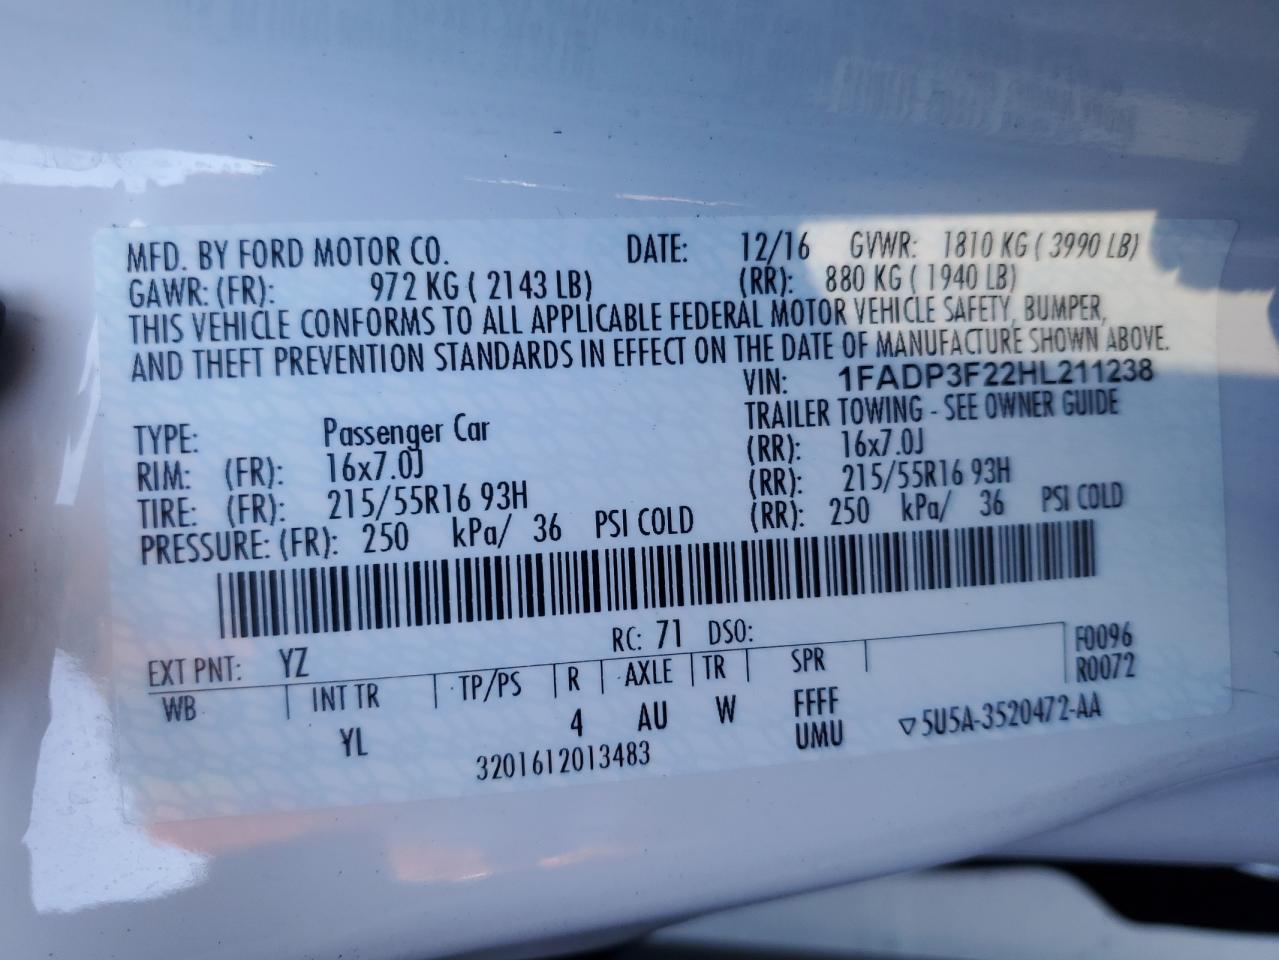 MFD. BY FORD MOTOR CO. DATE: 12/16 GVWR: 1810 KG ( 3990 LB)
GAWR: (FR): 972 KG ( 2143 LB) (RR): 880 KG ( 1940 LB)
THIS VEHICLE CONFORMS TO ALL APPLICABLE FEDERAL MOTOR VEHICLE SAFETY, BUMPER,
AND THEFT PREVENTION STANDARDS IN EFFECT ON THE DATE OF MANUFACTURE SHOWN ABOVE.
VIN: 1FADP3F22HL211238
TRAILER TOWING - SEE OWNER GUIDE
TYPE: Passenger Car
RIM: (FR): 16x7.0J (RR): 16x7.0J
TIRE: (FR): 215/55R16 93H (RR): 215/55R16 93H
PRESSURE: (FR): 250 kPa/ 36 PSI COLD (RR): 250 kPa/ 36 PSI COLD
EXT PNT: YZ RC: 71 DSO: F0096
WB INT TR TP/PS R AXLE TR SPR R0072
YL 4 AU W FFFF
UMU ▽5U5A-3520472-AA
3201612013483